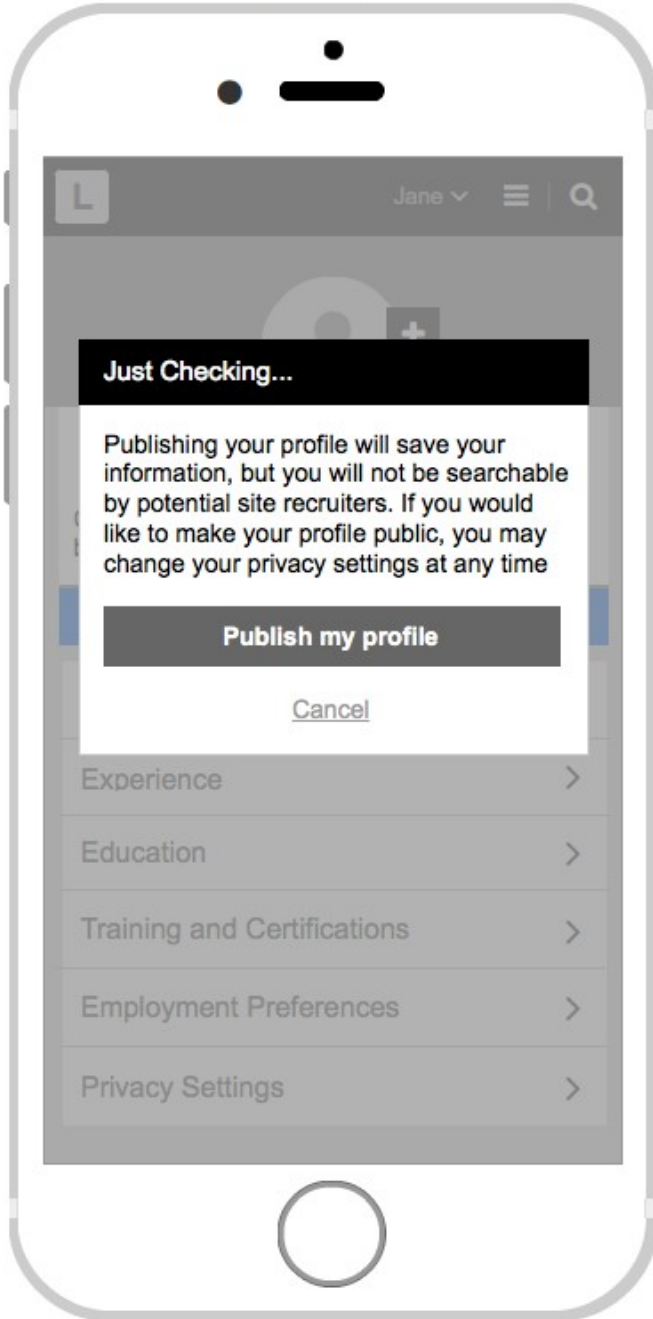 L
Jane
Just Checking...
Publishing your profile will save your
information, but you will not be searchable
by potential site recruiters. If you would
like to make your profile public, you may
change your privacy settings at any time
Publish my profile
Cancel
Experience
Education
Training and Certifications
Employment Preferences
Privacy Settings